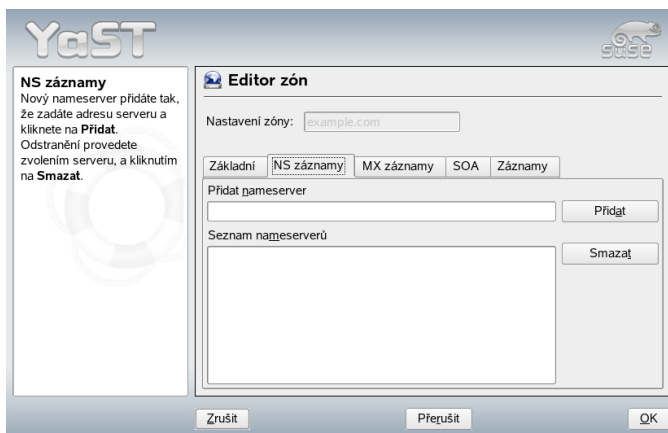 YaST
SUSE
NS záznamy
Nový nameserver přidáte tak,
že zadáte adresu serveru a
kliknete na Přidat.
Odstranění provedete
zvolením serveru, a kliknutím
na Smazat.
Editor zón
Nastavení zóny: example.com
Základní NS záznamy MX záznamy SOA Záznamy
Přidat nameserver
Přidat
Seznam nameserverů
Smazat
Zrušit Přerušit OK